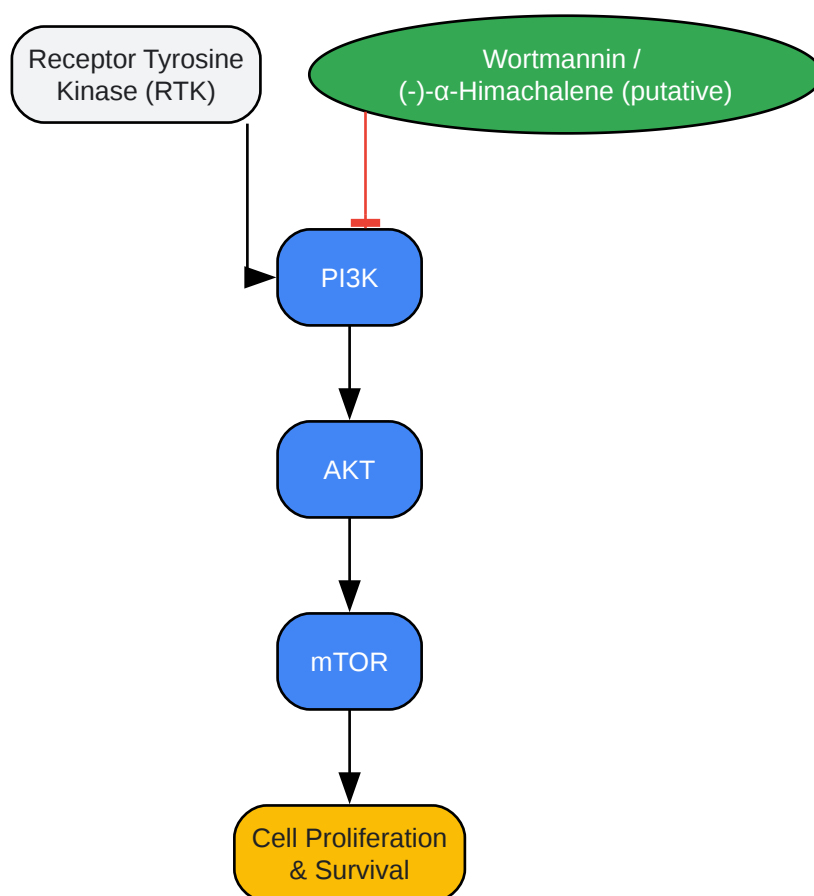 Receptor Tyrosine
Kinase (RTK)
Wortmannin /
(-)-α-Himachalene (putative)
PI3K
AKT
mTOR
Cell Proliferation
& Survival